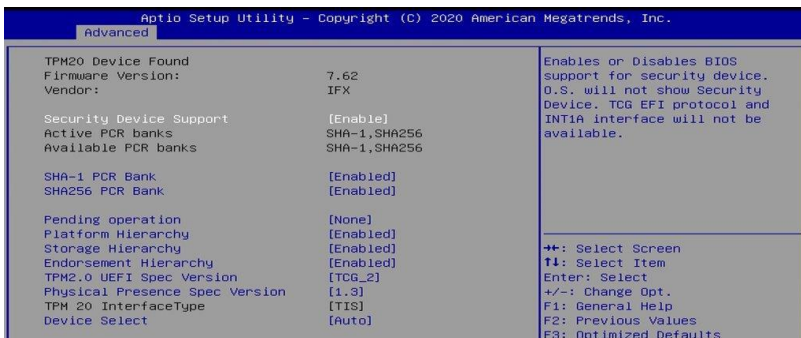 Aptio Setup Utility - Copyright (C) 2020 American Megatrends, Inc.
Advanced
TPM20 Device Found
Firmware Version: 7.62
Vendor: IFX
Security Device Support [Enable]
Active PCR banks SHA-1,SHA256
Available PCR banks SHA-1,SHA256
SHA-1 PCR Bank [Enabled]
SHA256 PCR Bank [Enabled]
Pending operation [None]
Platform Hierarchy [Enabled]
Storage Hierarchy [Enabled]
Endorsement Hierarchy [Enabled]
TPM2.0 UEFI Spec Version [TCG_2]
Physical Presence Spec Version [1.3]
TPM 20 InterfaceType [TIS]
Device Select [Auto]
Enables or Disables BIOS
support for security device.
O.S. will not show Security
Device. TCG EFI protocol and
INT1A interface will not be
available.
→←: Select Screen
↑↓: Select Item
Enter: Select
+/-: Change Opt.
F1: General Help
F2: Previous Values
F3: Optimized Defaults